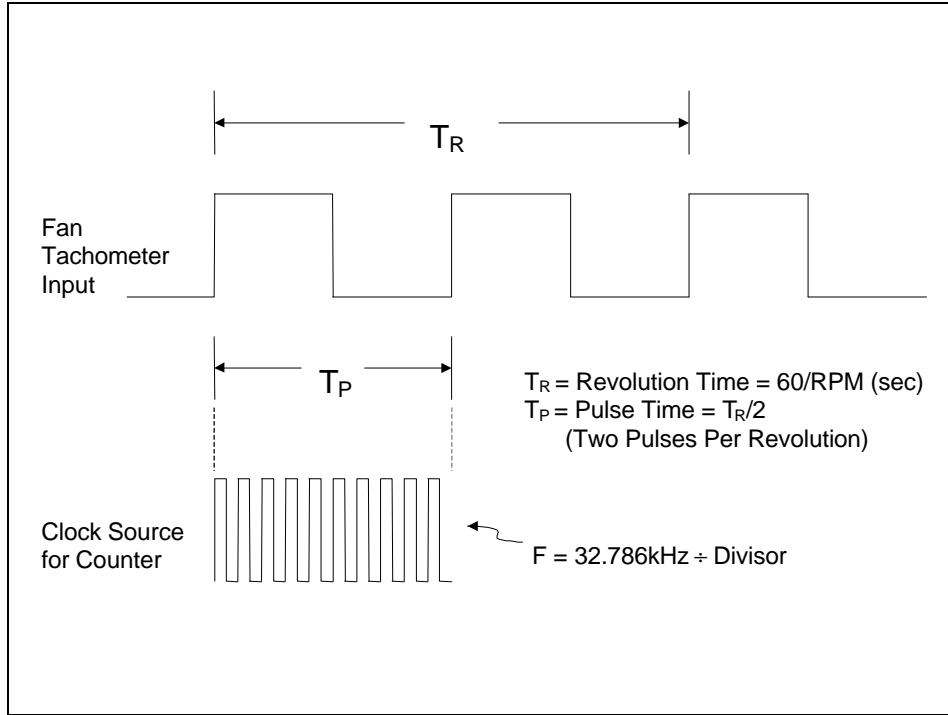 T_R
Fan
Tachometer
Input
T_P
T_R = Revolution Time = 60/RPM (sec)
T_P = Pulse Time = T_R/2
(Two Pulses Per Revolution)
Clock Source
for Counter
F = 32.786kHz ÷ Divisor